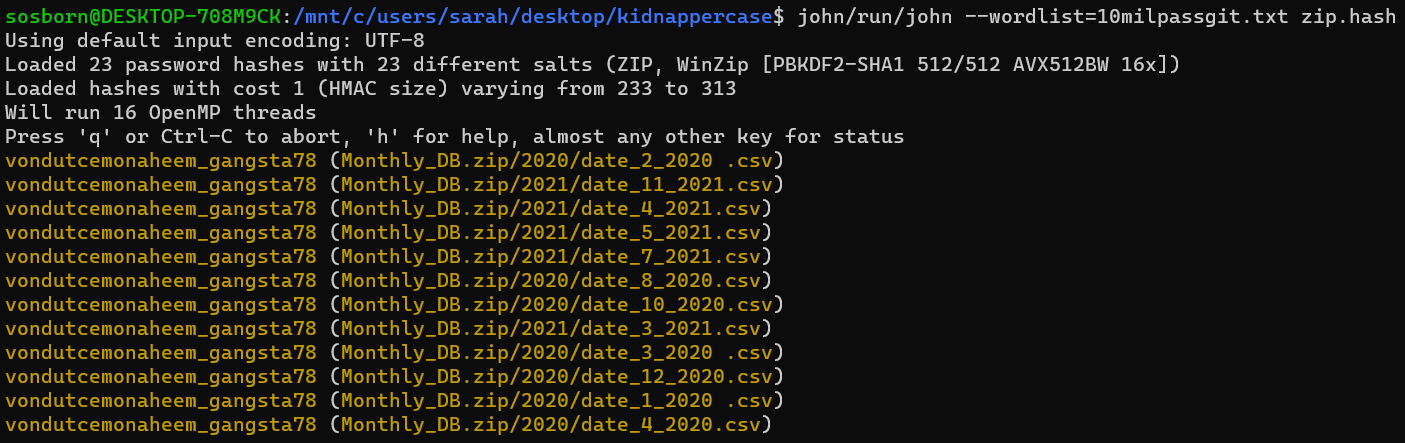 sosborn@DESKTOP-708M9CK:/mnt/c/users/sarah/desktop/kidnappercase$ john/run/john --wordlist=10milpassgit.txt zip.hash
Using default input encoding: UTF-8
Loaded 23 password hashes with 23 different salts (ZIP, WinZip [PBKDF2-SHA1 512/512 AVX512BW 16x])
Loaded hashes with cost 1 (HMAC size) varying from 233 to 313
Will run 16 OpenMP threads
Press 'q' or Ctrl-C to abort, 'h' for help, almost any other key for status
vondutcemonaheem_gangsta78 (Monthly_DB.zip/2020/date_2_2020 .csv)
vondutcemonaheem_gangsta78 (Monthly_DB.zip/2021/date_11_2021.csv)
vondutcemonaheem_gangsta78 (Monthly_DB.zip/2021/date_4_2021.csv)
vondutcemonaheem_gangsta78 (Monthly_DB.zip/2021/date_5_2021.csv)
vondutcemonaheem_gangsta78 (Monthly_DB.zip/2021/date_7_2021.csv)
vondutcemonaheem_gangsta78 (Monthly_DB.zip/2020/date_8_2020.csv)
vondutcemonaheem_gangsta78 (Monthly_DB.zip/2020/date_10_2020.csv)
vondutcemonaheem_gangsta78 (Monthly_DB.zip/2021/date_3_2021.csv)
vondutcemonaheem_gangsta78 (Monthly_DB.zip/2020/date_3_2020 .csv)
vondutcemonaheem_gangsta78 (Monthly_DB.zip/2020/date_12_2020.csv)
vondutcemonaheem_gangsta78 (Monthly_DB.zip/2020/date_1_2020 .csv)
vondutcemonaheem_gangsta78 (Monthly_DB.zip/2020/date_4_2020.csv)